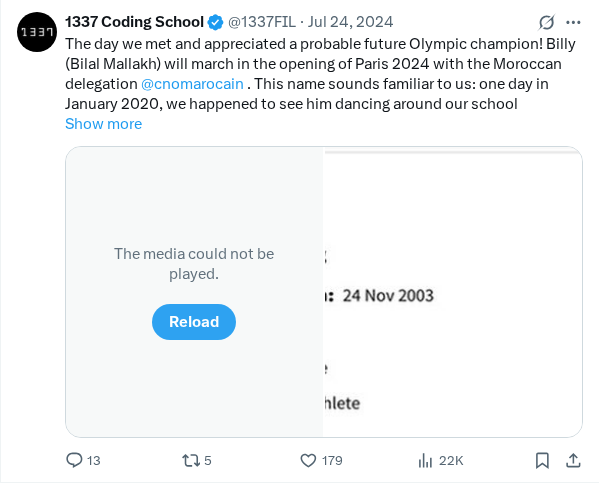 1337
1337 Coding School @1337FIL · Jul 24, 2024
The day we met and appreciated a probable future Olympic champion! Billy
(Bilal Mallakh) will march in the opening of Paris 2024 with the Moroccan
delegation @cnomarocain . This name sounds familiar to us: one day in
January 2020, we happened to see him dancing around our school
Show more
The media could not be
played.
Reload
: 24 Nov 2003
hlete
13
5
179
22K